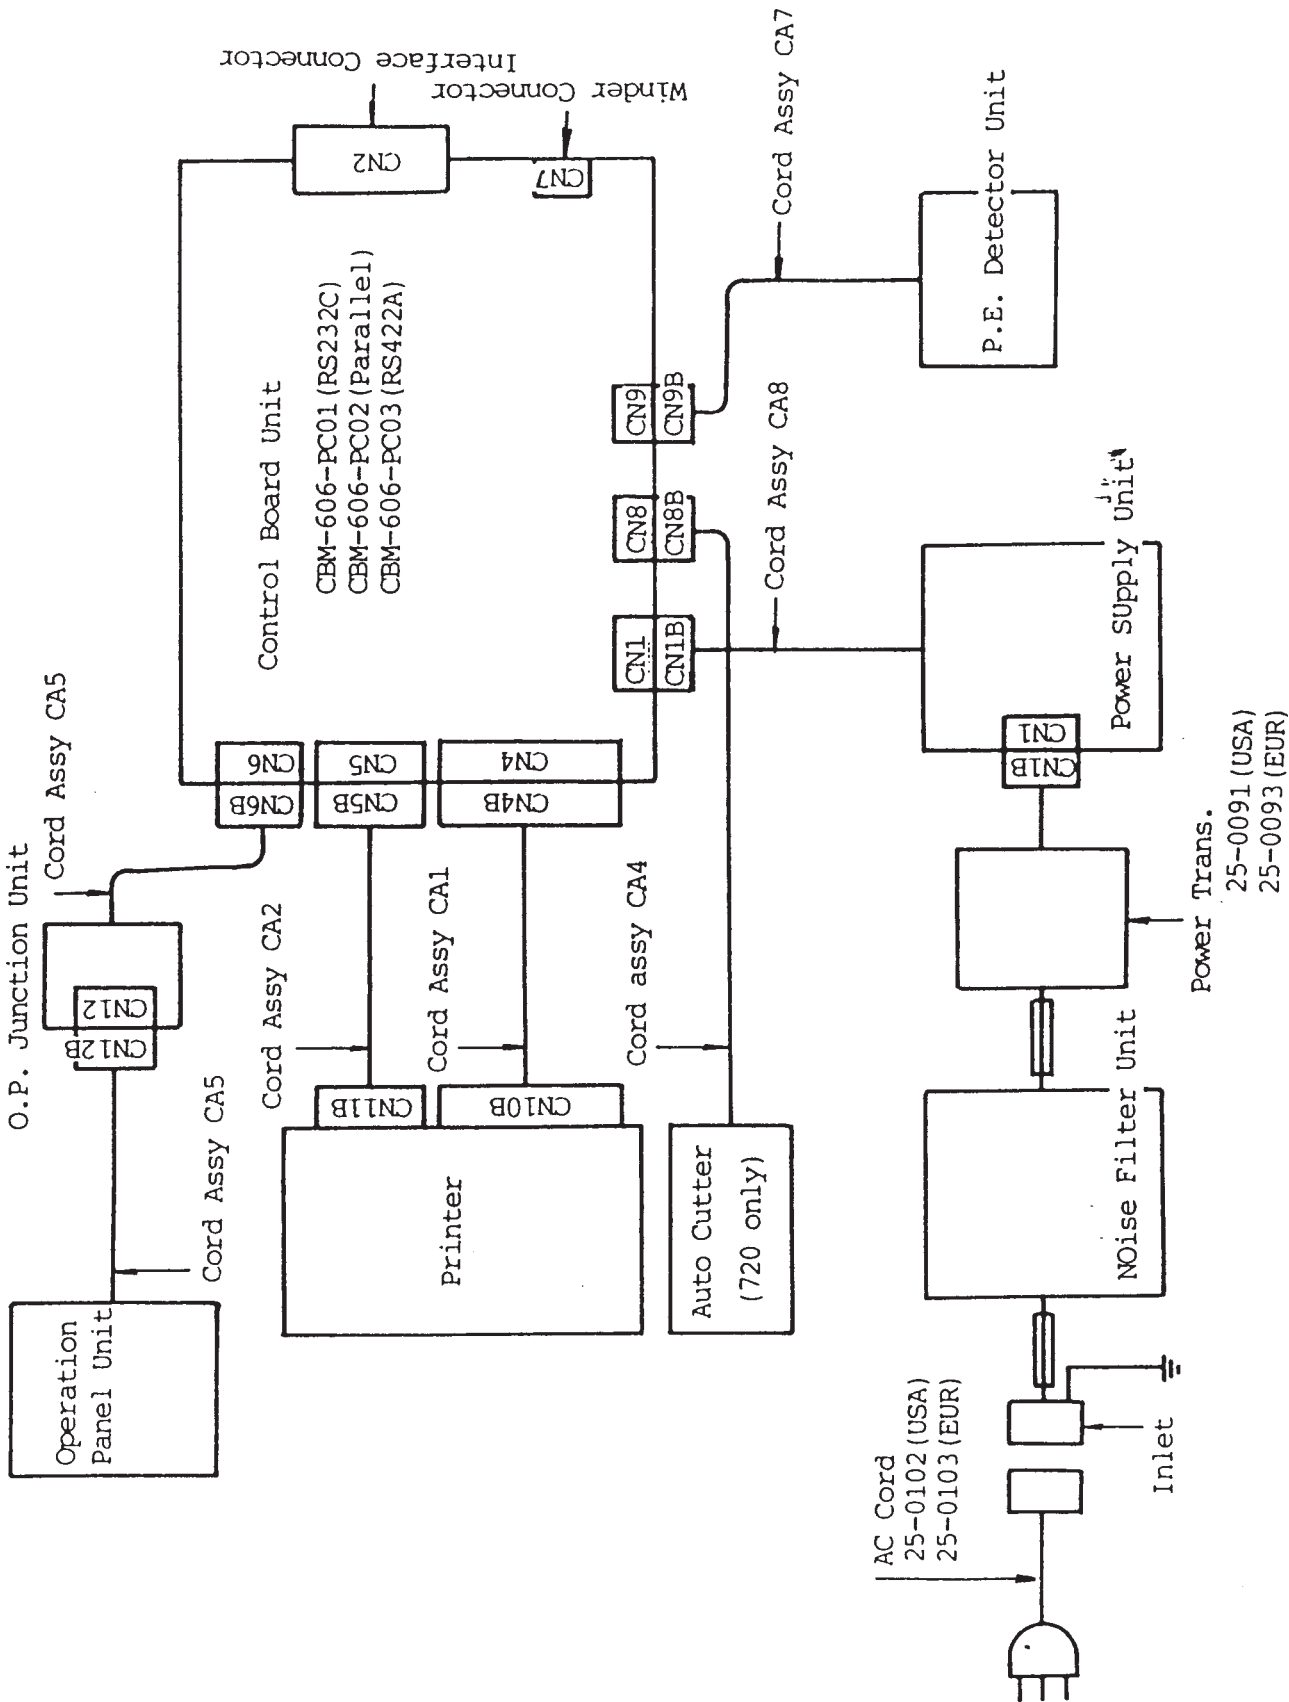 O.P. Junction Unit
Cord Assy CA5
CN12B
CN12
Cord Assy CA5
Operation
Panel Unit
CN6B
CN6
CN5B
CN5
CN4B
CN4
Control Board Unit
CBM-606-PC01(RS232C)
CBM-606-PC02(Parallel)
CBM-606-PC03(RS422A)
CN2
Interface Connector
CN7
Winder Connector
Cord Assy CA2
Cord Assy CA1
CN11B
CN10B
Printer
Cord assy CA4
Auto Cutter
(720 only)
CN1
CN1B
CN8
CN8B
CN9
CN9B
Cord Assy CA8
Cord Assy CA7
P.E. Detector Unit
Power SUpply Unit
CN1B
CN1
Power Trans.
25-0091(USA)
25-0093(EUR)
NOise Filter Unit
Inlet
AC Cord
25-0102(USA)
25-0103(EUR)